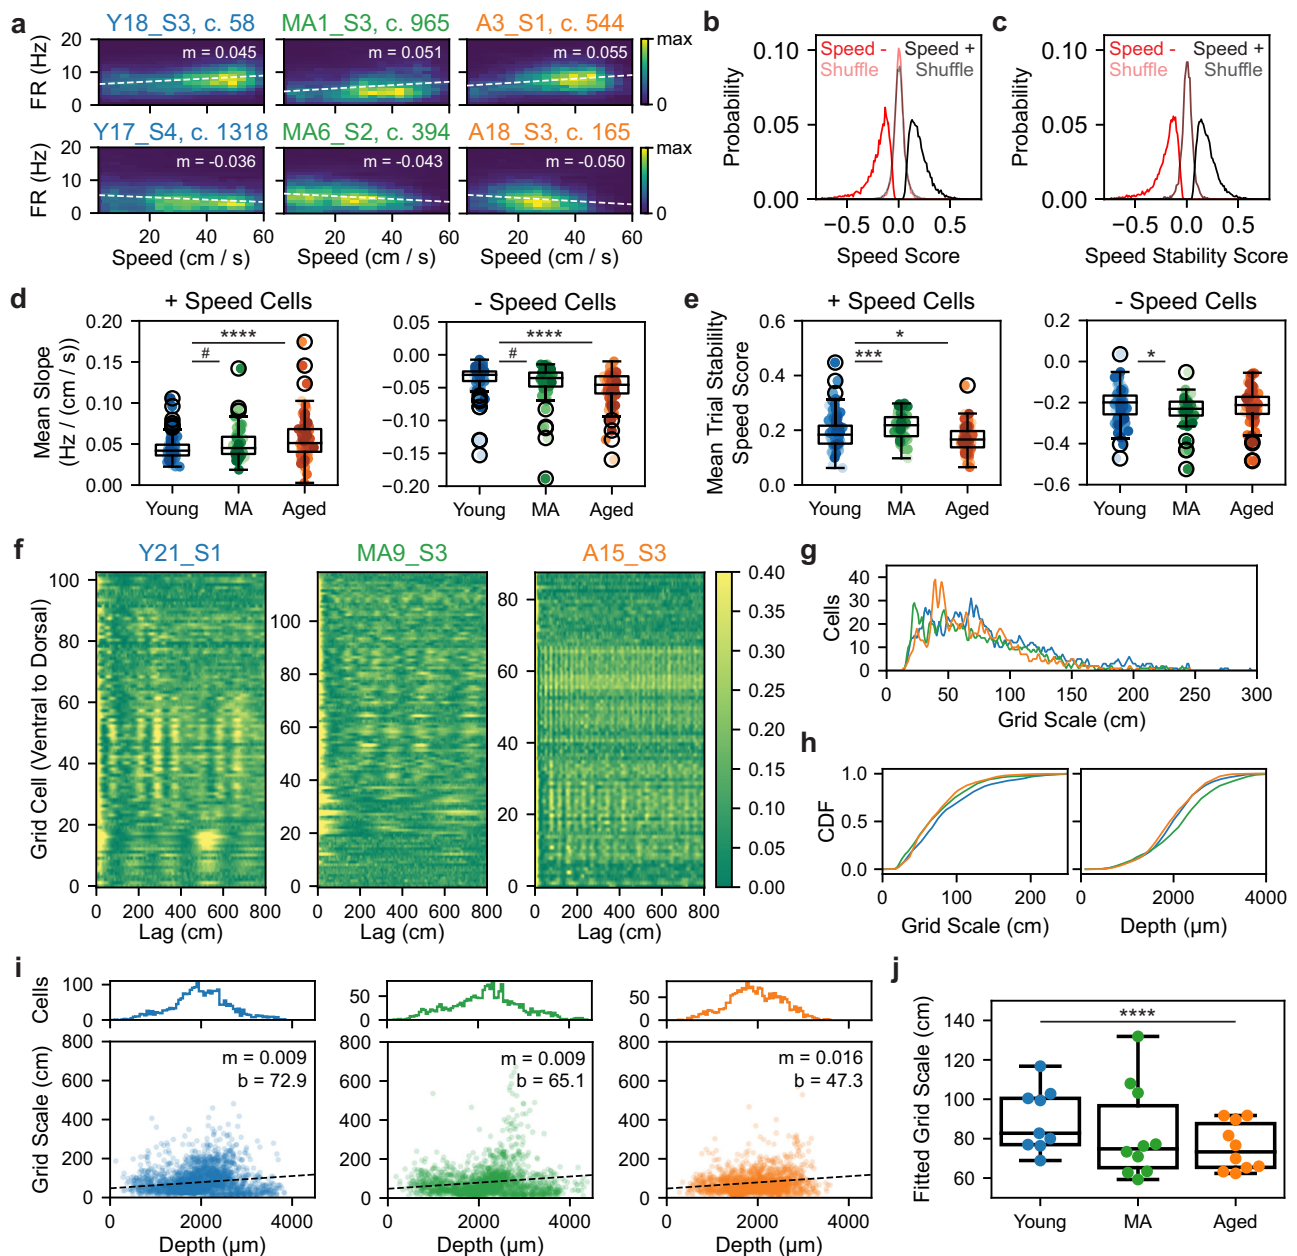 a
Y18_S3, c. 58
MA1_S3, c. 965
A3_S1, c. 544
FR (Hz)
20
10
0
m = 0.045
m = 0.051
m = 0.055
max
0
Y17_S4, c. 1318
MA6_S2, c. 394
A18_S3, c. 165
FR (Hz)
20
10
0
m = -0.036
m = -0.043
m = -0.050
max
0
20 40 60
20 40 60
20 40 60
Speed (cm / s)
Speed (cm / s)
Speed (cm / s)
b
Probability
0.10
0.05
0.00
Speed -
Shuffle
Speed +
Shuffle
−0.5 0.0 0.5
Speed Score
c
Probability
0.10
0.05
0.00
Speed -
Shuffle
Speed +
Shuffle
−0.5 0.0 0.5
Speed Stability Score
d
+ Speed Cells
Mean Slope
(Hz / (cm / s))
0.20
0.15
0.10
0.05
0.00
****
#
Young MA Aged
- Speed Cells
0.05
0.00
−0.05
−0.10
−0.15
−0.20
****
#
Young MA Aged
e
+ Speed Cells
Mean Trial Stability
Speed Score
0.6
0.4
0.2
0.0
*
***
Young MA Aged
- Speed Cells
0.2
0.0
−0.2
−0.4
−0.6
*
Young MA Aged
f
Y21_S1
MA9_S3
A15_S3
Grid Cell (Ventral to Dorsal)
100
80
60
40
20
0
100
80
60
40
20
0
80
60
40
20
0
0.40
0.35
0.30
0.25
0.20
0.15
0.10
0.05
0.00
0 200 400 600 800
0 200 400 600 800
0 200 400 600 800
Lag (cm)
Lag (cm)
Lag (cm)
g
Cells
40
30
20
10
0
0 50 100 150 200 250 300
Grid Scale (cm)
h
CDF
1.0
0.5
0.0
0 100 200
Grid Scale (cm)
0 2000 4000
Depth (μm)
i
Cells
100
0
50
0
50
0
Grid Scale (cm)
800
600
400
200
0
m = 0.009
b = 72.9
800
600
400
200
0
m = 0.009
b = 65.1
800
600
400
200
0
m = 0.016
b = 47.3
0 2000 4000
0 2000 4000
0 2000 4000
Depth (μm)
Depth (μm)
Depth (μm)
j
Fitted Grid Scale (cm)
140
120
100
80
60
****
Young MA Aged